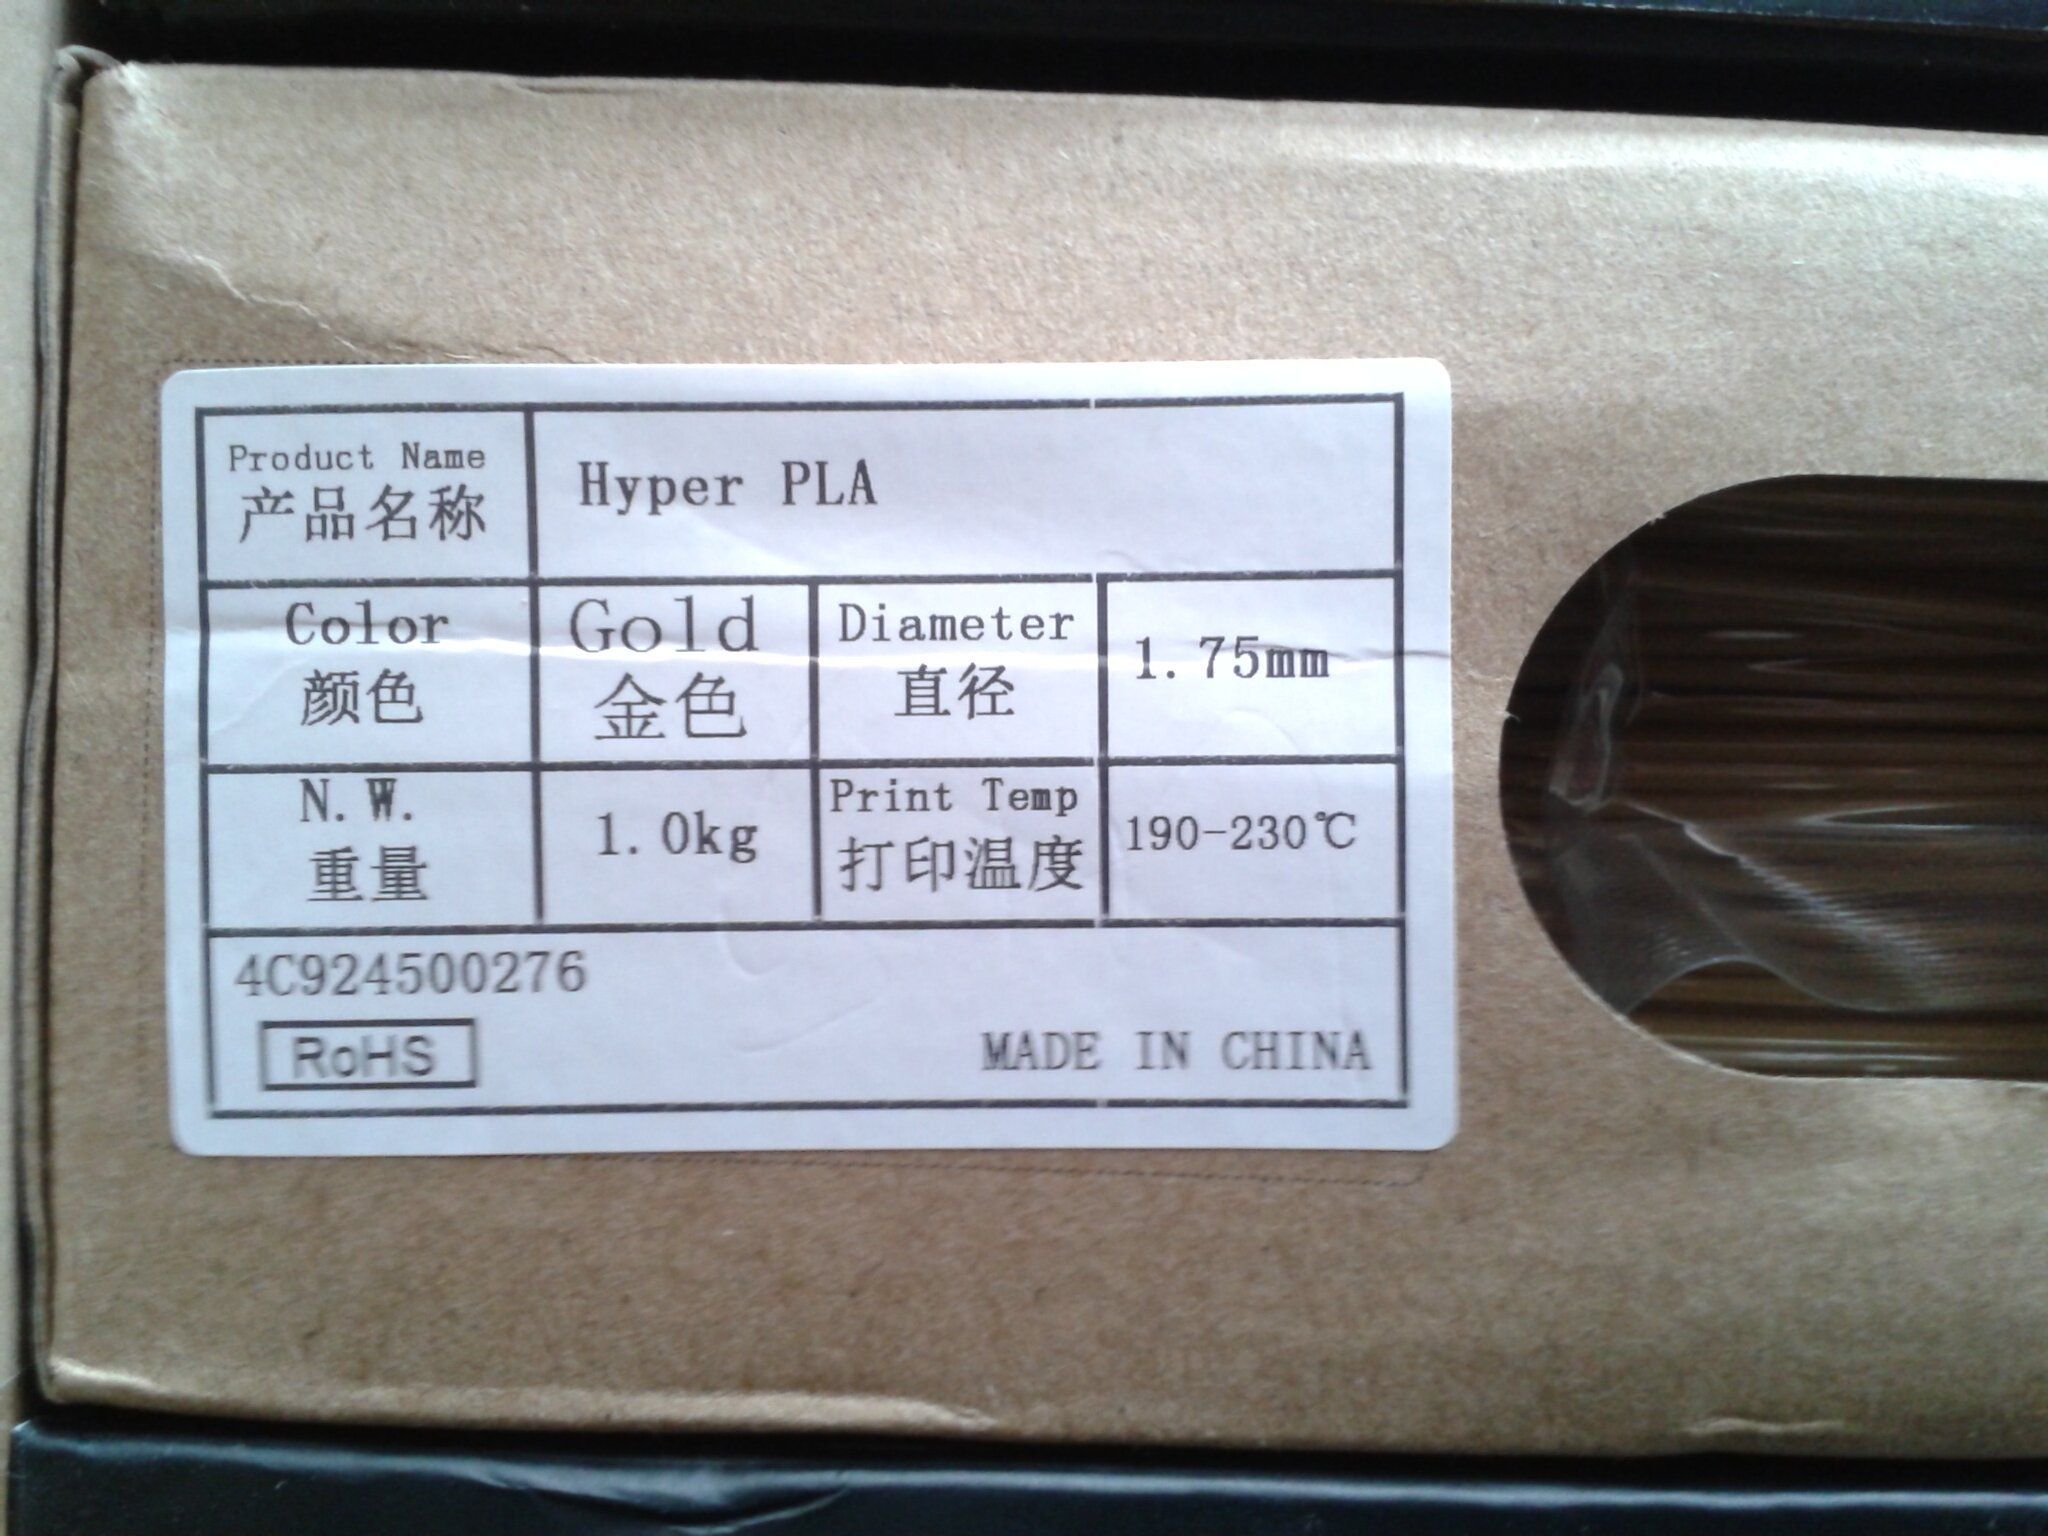 Product Name
产品名称
Hyper PLA
Color
颜色
Gold
金色
Diameter
直径
1.75mm
N.W.
重量
1.0kg
Print Temp
打印温度
190-230℃
4C924500276
RoHS
MADE IN CHINA